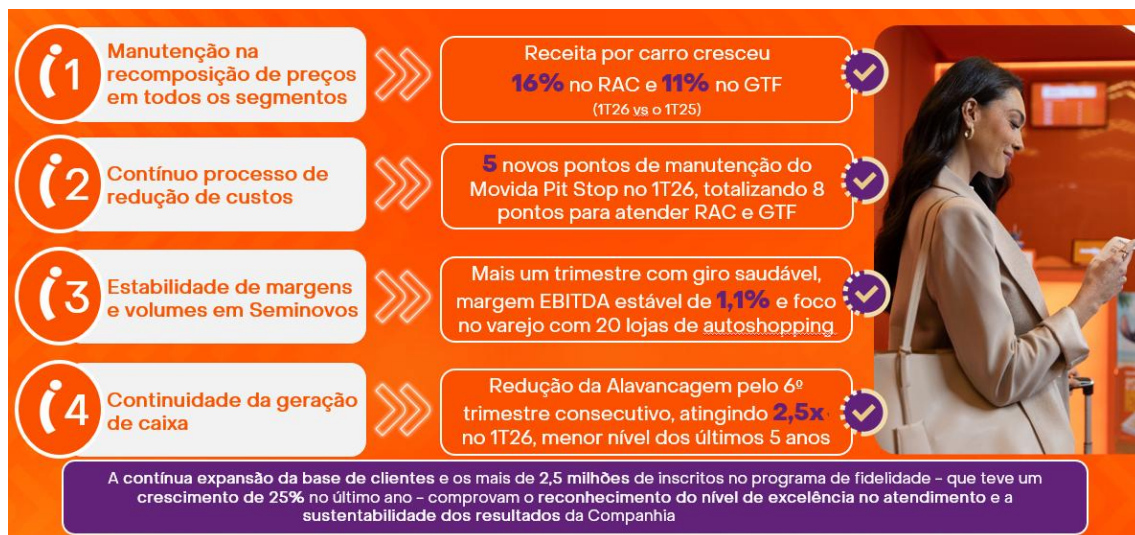 1
Manutenção na
recomposição de preços
em todos os segmentos
Receita por carro cresceu
16% no RAC e 11% no GTF
(1T26 vs o 1T25)
2
Contínuo processo de
redução de custos
5 novos pontos de manutenção do
Movida Pit Stop no 1T26, totalizando 8
pontos para atender RAC e GTF
3
Estabilidade de margens
e volumes em Seminovos
Mais um trimestre com giro saudável,
margem EBITDA estável de 1,1% e foco
no varejo com 20 lojas de autoshopping
4
Continuidade da geração
de caixa
Redução da Alavancagem pelo 6º
trimestre consecutivo, atingindo 2,5x
no 1T26, menor nível dos últimos 5 anos
A contínua expansão da base de clientes e os mais de 2,5 milhões de inscritos no programa de fidelidade – que teve um
crescimento de 25% no último ano – comprovam o reconhecimento do nível de excelência no atendimento e a
sustentabilidade dos resultados da Companhia